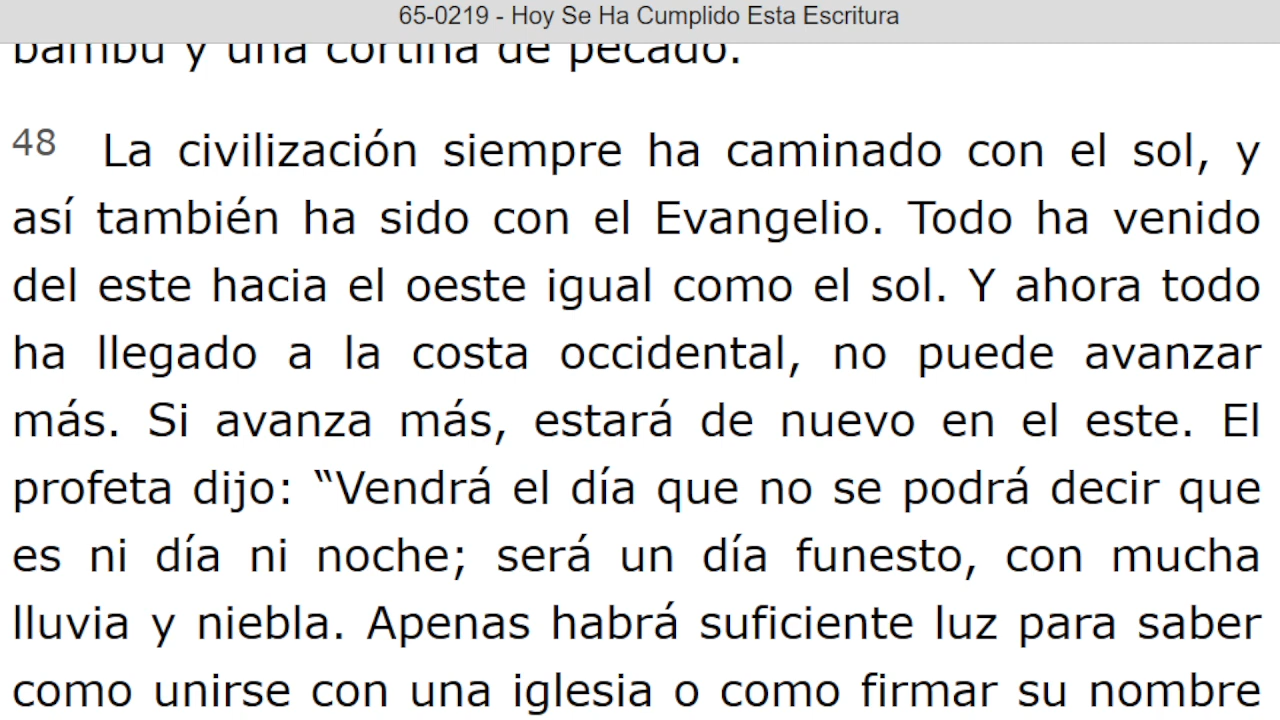 65-0219 - Hoy Se Ha Cumplido Esta Escritura
bambú y una cortina de pecado.
48 La civilización siempre ha caminado con el sol, y
así también ha sido con el Evangelio. Todo ha venido
del este hacia el oeste igual como el sol. Y ahora todo
ha llegado a la costa occidental, no puede avanzar
más. Si avanza más, estará de nuevo en el este. El
profeta dijo: “Vendrá el día que no se podrá decir que
es ni día ni noche; será un día funesto, con mucha
lluvia y niebla. Apenas habrá suficiente luz para saber
como unirse con una iglesia o como firmar su nombre